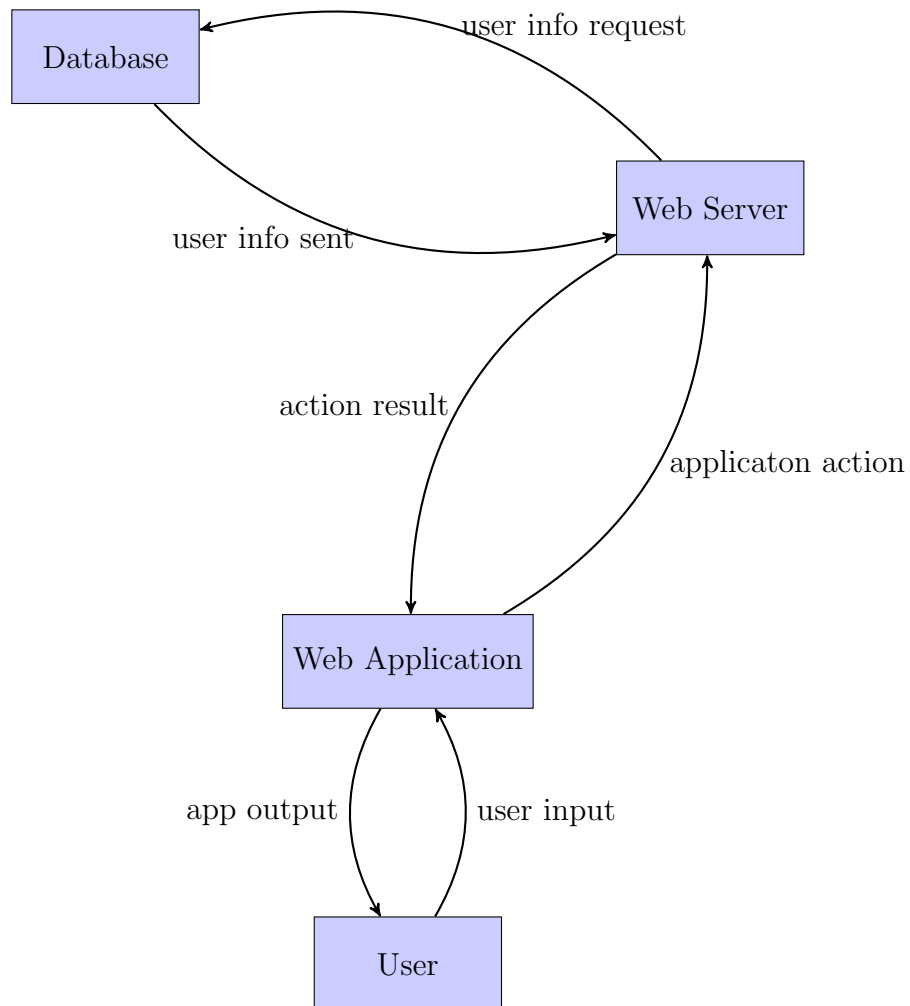 user info request
Database
Web Server
user info sent
action result
applicaton action
Web Application
app output
user input
User